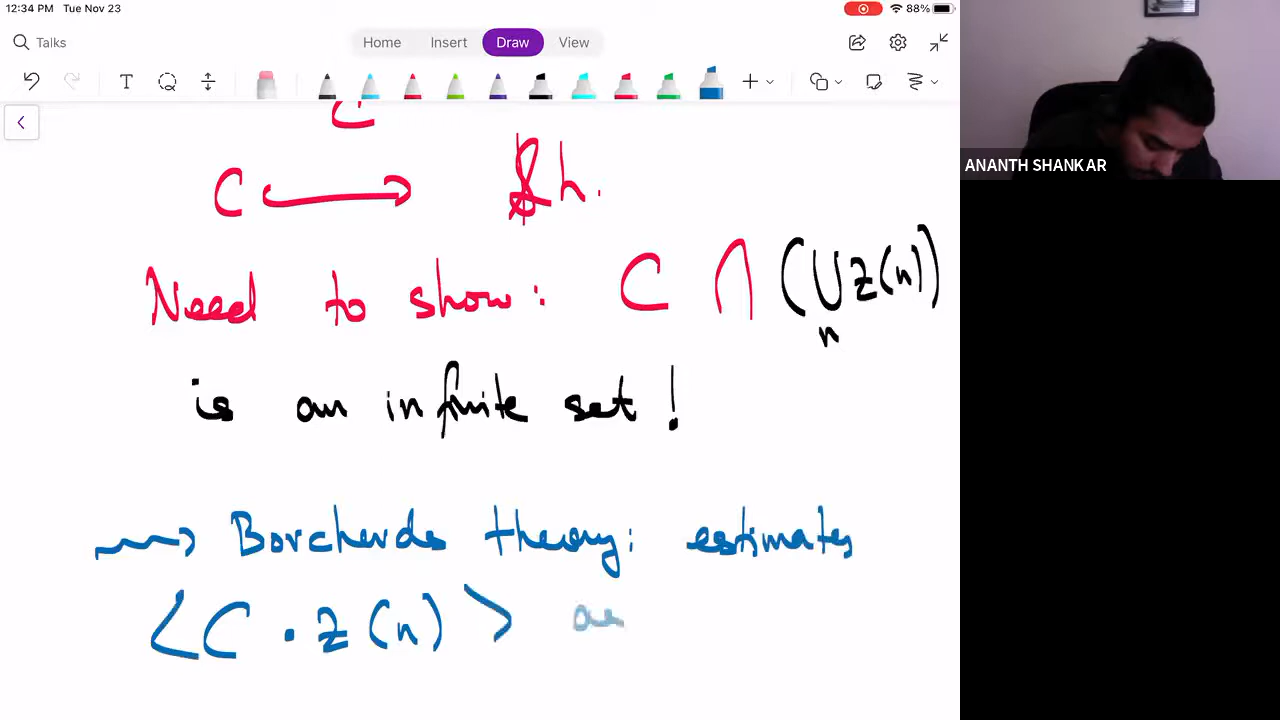 12:34 PM Tue Nov 23
88%
Talks
Home Insert Draw View
ANANTH SHANKAR
C
C → Sh.
Need to show: C ∩ (∪ Z(n))
n
is an infinite set!
⇝ Borcherds theory: estimates
<C . Z(n)>